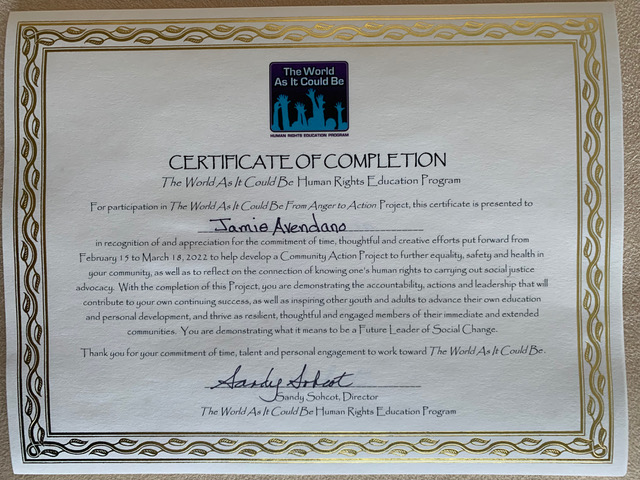 The World
As It Could Be
HUMAN RIGHTS EDUCATION PROGRAM
CERTIFICATE OF COMPLETION
The World As It Could Be Human Rights Education Program
For participation in The World As It Could Be From Anger to Action Project, this certificate is presented to
Jamie Avendano
in recognition of and appreciation for the commitment of time, thoughtful and creative efforts put forward from
February 15 to March 18, 2022 to help develop a Community Action Project to further equality, safety and health in
your community, as well as to reflect on the connection of knowing one's human rights to carrying out social justice
advocacy. With the completion of this Project, you are demonstrating the accountability, actions and leadership that will
contribute to your own continuing success, as well as inspiring other youth and adults to advance their own education
and personal development, and thrive as resilient, thoughtful and engaged members of their immediate and extended
communities. You are demonstrating what it means to be a Future Leader of Social Change.
Thank you for your commitment of time, talent and personal engagement to work toward The World As It Could Be.
Sandy Sohcot
Sandy Sohcot, Director
The World As It Could Be Human Rights Education Program